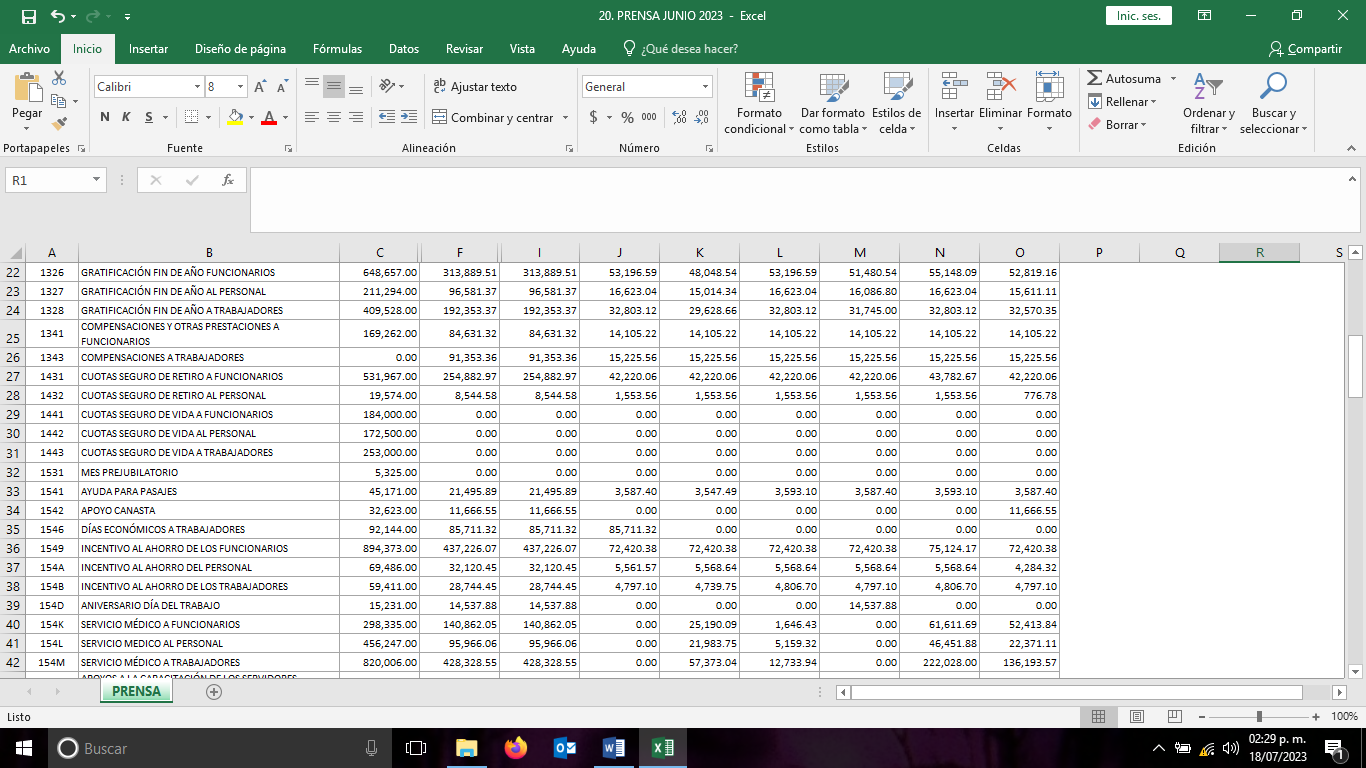 20. PRENSA JUNIO 2023 - Excel
Inic. ses.
Archivo Inicio Insertar Diseño de página Fórmulas Datos Revisar Vista Ayuda ¿Qué desea hacer? Compartir
Calibri 8 ab Ajustar texto General Autosuma
Pegar Formato condicional Dar formato como tabla Estilos de celda Insertar Eliminar Formato Rellenar Ordenar y filtrar Buscar y seleccionar
N K S A Combinar y centrar $ % 000 Borrar
Portapapeles Fuente Alineación Número Estilos Celdas Edición
R1 fx
A B C F I J K L M N O P Q R S
22 1326 GRATIFICACIÓN FIN DE AÑO FUNCIONARIOS 648,657.00 313,889.51 313,889.51 53,196.59 48,048.54 53,196.59 51,480.54 55,148.09 52,819.16
23 1327 GRATIFICACIÓN FIN DE AÑO AL PERSONAL 211,294.00 96,581.37 96,581.37 16,623.04 15,014.34 16,623.04 16,086.80 16,623.04 15,611.11
24 1328 GRATIFICACIÓN FIN DE AÑO A TRABAJADORES 409,528.00 192,353.37 192,353.37 32,803.12 29,628.66 32,803.12 31,745.00 32,803.12 32,570.35
COMPENSACIONES Y OTRAS PRESTACIONES A
25 1341 FUNCIONARIOS 169,262.00 84,631.32 84,631.32 14,105.22 14,105.22 14,105.22 14,105.22 14,105.22 14,105.22
26 1343 COMPENSACIONES A TRABAJADORES 0.00 91,353.36 91,353.36 15,225.56 15,225.56 15,225.56 15,225.56 15,225.56 15,225.56
27 1431 CUOTAS SEGURO DE RETIRO A FUNCIONARIOS 531,967.00 254,882.97 254,882.97 42,220.06 42,220.06 42,220.06 42,220.06 43,782.67 42,220.06
28 1432 CUOTAS SEGURO DE RETIRO AL PERSONAL 19,574.00 8,544.58 8,544.58 1,553.56 1,553.56 1,553.56 1,553.56 1,553.56 776.78
29 1441 CUOTAS SEGURO DE VIDA A FUNCIONARIOS 184,000.00 0.00 0.00 0.00 0.00 0.00 0.00 0.00 0.00
30 1442 CUOTAS SEGURO DE VIDA AL PERSONAL 172,500.00 0.00 0.00 0.00 0.00 0.00 0.00 0.00 0.00
31 1443 CUOTAS SEGURO DE VIDA A TRABAJADORES 253,000.00 0.00 0.00 0.00 0.00 0.00 0.00 0.00 0.00
32 1531 MES PREJUBILATORIO 5,325.00 0.00 0.00 0.00 0.00 0.00 0.00 0.00 0.00
33 1541 AYUDA PARA PASAJES 45,171.00 21,495.89 21,495.89 3,587.40 3,547.49 3,593.10 3,587.40 3,593.10 3,587.40
34 1542 APOYO CANASTA 32,623.00 11,666.55 11,666.55 0.00 0.00 0.00 0.00 0.00 11,666.55
35 1546 DÍAS ECONÓMICOS A TRABAJADORES 92,144.00 85,711.32 85,711.32 85,711.32 0.00 0.00 0.00 0.00 0.00
36 1549 INCENTIVO AL AHORRO DE LOS FUNCIONARIOS 894,373.00 437,226.07 437,226.07 72,420.38 72,420.38 72,420.38 72,420.38 75,124.17 72,420.38
37 154A INCENTIVO AL AHORRO DEL PERSONAL 69,486.00 32,120.45 32,120.45 5,561.57 5,568.64 5,568.64 5,568.64 5,568.64 4,284.32
38 154B INCENTIVO AL AHORRO DE LOS TRABAJADORES 59,411.00 28,744.45 28,744.45 4,797.10 4,739.75 4,806.70 4,797.10 4,806.70 4,797.10
39 154D ANIVERSARIO DÍA DEL TRABAJO 15,231.00 14,537.88 14,537.88 0.00 0.00 0.00 14,537.88 0.00 0.00
40 154K SERVICIO MÉDICO A FUNCIONARIOS 298,335.00 140,862.05 140,862.05 0.00 25,190.09 1,646.43 0.00 61,611.69 52,413.84
41 154L SERVICIO MEDICO AL PERSONAL 456,247.00 95,966.06 95,966.06 0.00 21,983.75 5,159.32 0.00 46,451.88 22,371.11
42 154M SERVICIO MÉDICO A TRABAJADORES 820,006.00 428,328.55 428,328.55 0.00 57,373.04 12,733.94 0.00 222,028.00 136,193.57
APOYOS A LA CAPACITACIÓN DE LOS SERVIDORES
PRENSA
Listo 100%
Buscar 02:29 p. m.
18/07/2023 1